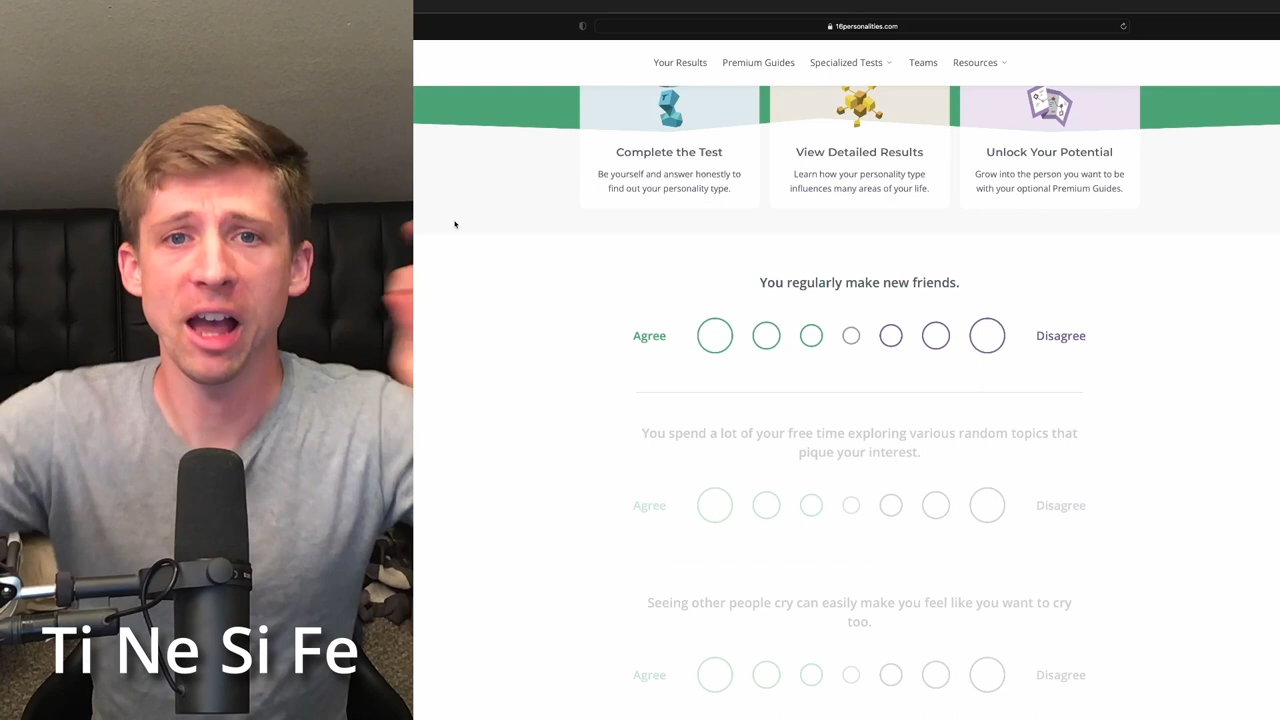 16personalities.com
Your Results
Premium Guides
Specialized Tests
Teams
Resources
Complete the Test
Be yourself and answer honestly to
find out your personality type.
View Detailed Results
Learn how your personality type
influences many areas of your life.
Unlock Your Potential
Grow into the person you want to be
with your optional Premium Guides.
You regularly make new friends.
Agree
Disagree
You spend a lot of your free time exploring various random topics that
pique your interest.
Agree
Disagree
Seeing other people cry can easily make you feel like you want to cry
too.
Agree
Disagree
Ti Ne Si Fe